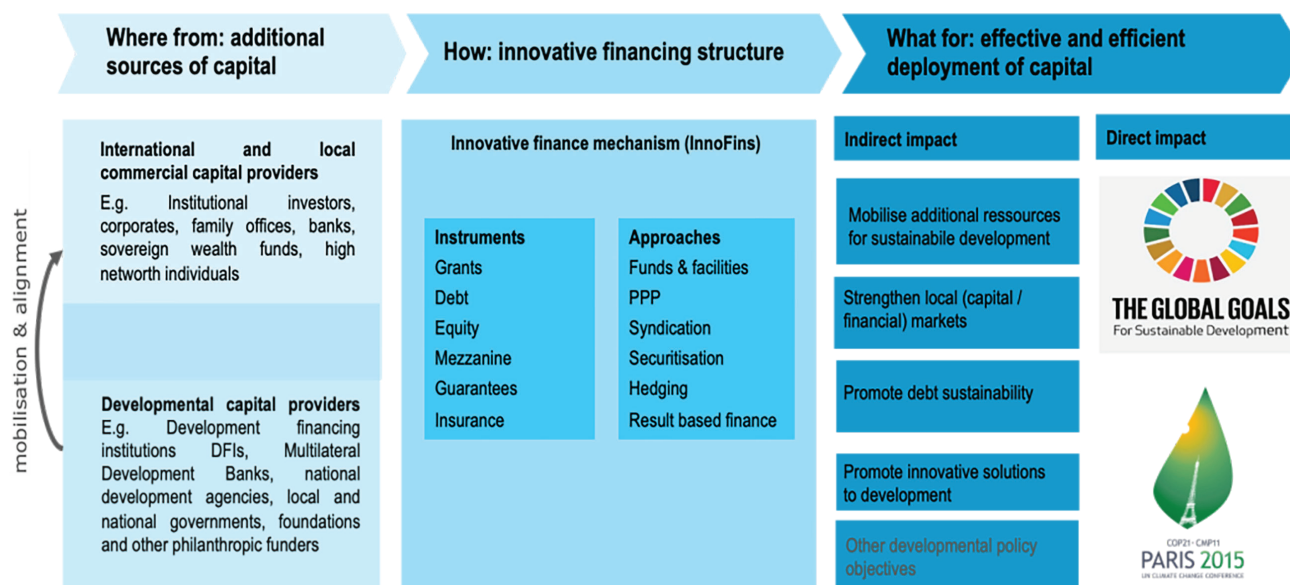 Where from: additional
sources of capital
How: innovative financing structure
What for: effective and efficient
deployment of capital
mobilisation & alignment
International and local
commercial capital providers
E.g. Institutional investors,
corporates, family offices, banks,
sovereign wealth funds, high
networth individuals
Developmental capital providers
E.g. Development financing
institutions DFIs, Multilateral
Development Banks, national
development agencies, local and
national governments, foundations
and other philanthropic funders
Innovative finance mechanism (InnoFins)
Instruments
Grants
Debt
Equity
Mezzanine
Guarantees
Insurance
Approaches
Funds & facilities
PPP
Syndication
Securitisation
Hedging
Result based finance
Indirect impact
Mobilise additional ressources
for sustainabile development
Strengthen local (capital /
financial) markets
Promote debt sustainability
Promote innovative solutions
to development
Other developmental policy
objectives
Direct impact
THE GLOBAL GOALS
For Sustainable Development
COP21 · CMP11
PARIS 2015
UN CLIMATE CHANGE CONFERENCE